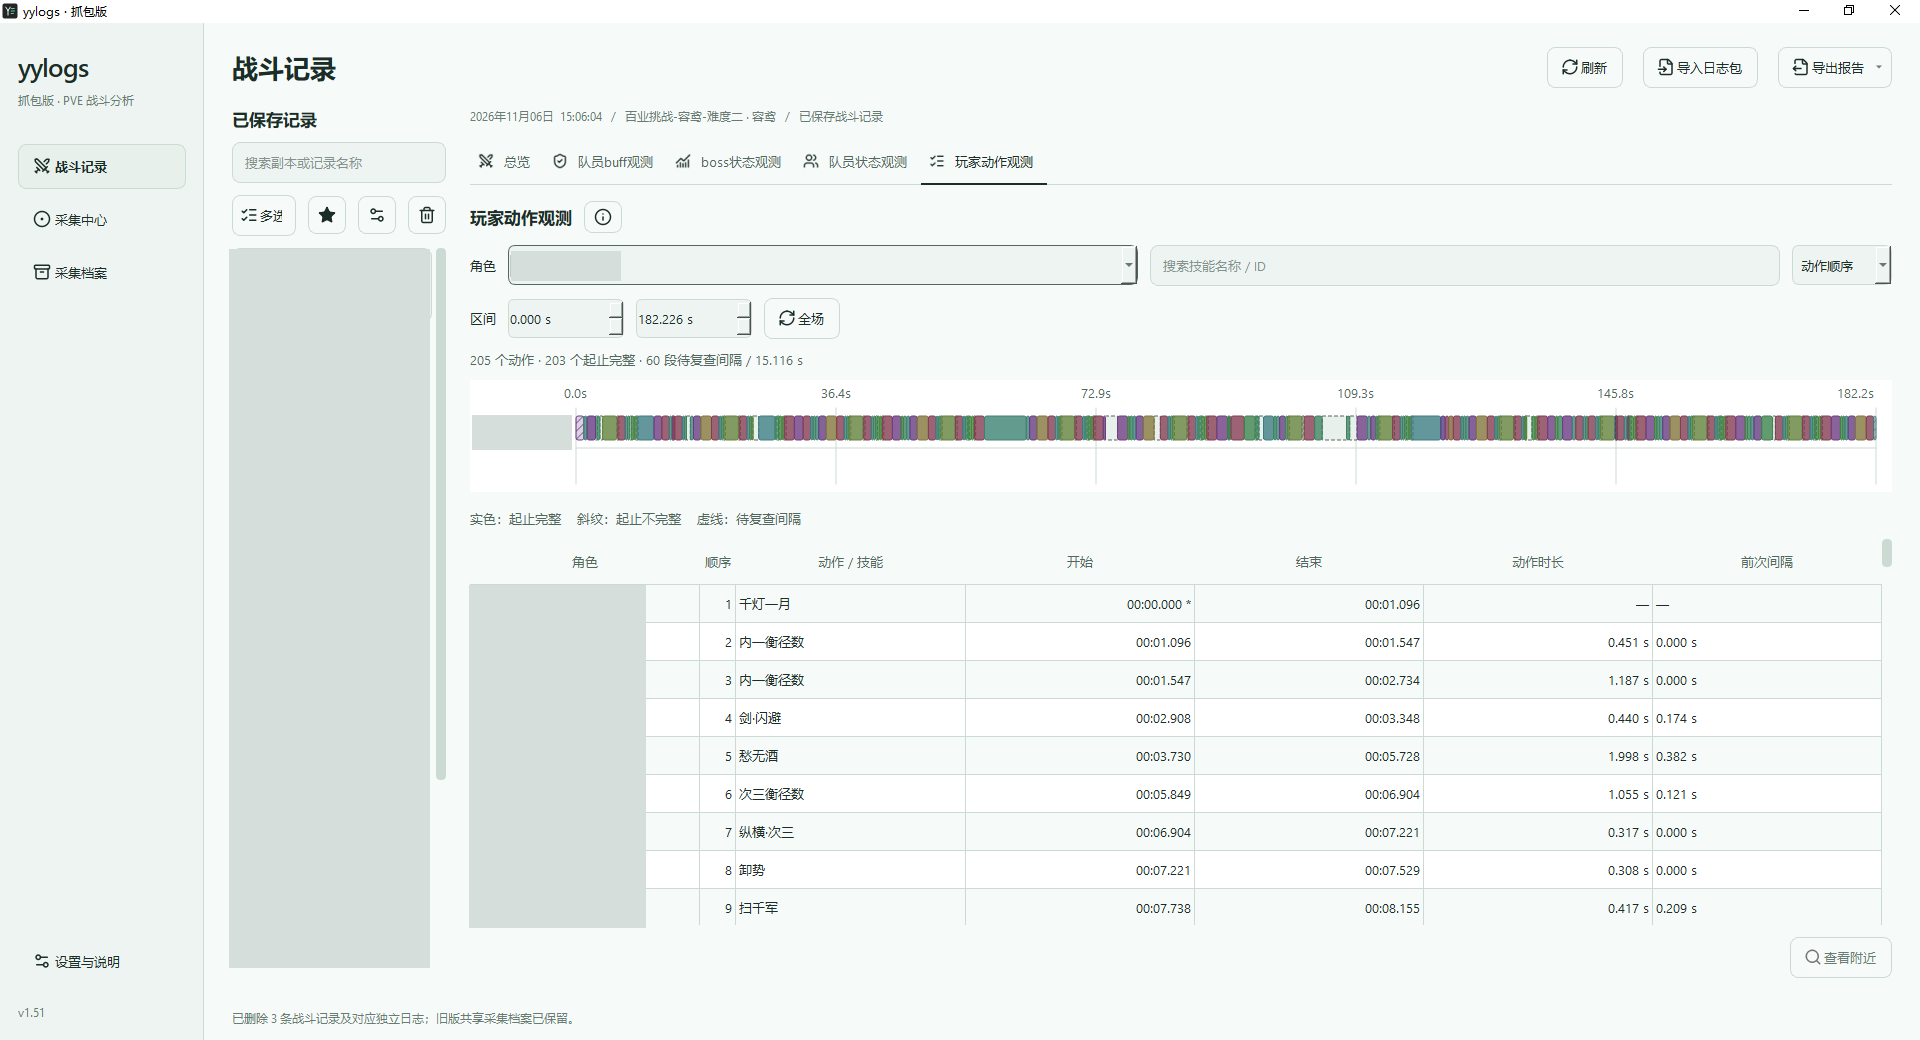 yylogs · 抓包版
yylogs
抓包版 · PVE 战斗分析
战斗记录
采集中心
采集档案
设置与说明
v1.51
战斗记录
刷新
导入日志包
导出报告
已保存记录
搜索副本或记录名称
多选
2026年11月06日 15:06:04 / 百业挑战-容鸢-难度二 · 容鸢 / 已保存战斗记录
总览 队员buff观测 boss状态观测 队员状态观测 玩家动作观测
玩家动作观测
角色
搜索技能名称 / ID
动作顺序
区间 0.000 s 182.226 s 全场
205 个动作 · 203 个起止完整 · 60 段待复查间隔 / 15.116 s
0.0s 36.4s 72.9s 109.3s 145.8s 182.2s
实色：起止完整 斜纹：起止不完整 虚线：待复查间隔
角色 顺序 动作 / 技能 开始 结束 动作时长 前次间隔
1 千灯一月 00:00.000 * 00:01.096 — —
2 内一衡径数 00:01.096 00:01.547 0.451 s 0.000 s
3 内一衡径数 00:01.547 00:02.734 1.187 s 0.000 s
4 剑·闪避 00:02.908 00:03.348 0.440 s 0.174 s
5 愁无酒 00:03.730 00:05.728 1.998 s 0.382 s
6 次三衡径数 00:05.849 00:06.904 1.055 s 0.121 s
7 纵横·次三 00:06.904 00:07.221 0.317 s 0.000 s
8 卸势 00:07.221 00:07.529 0.308 s 0.000 s
9 扫千军 00:07.738 00:08.155 0.417 s 0.209 s
查看附近
已删除 3 条战斗记录及对应独立日志；旧版共享采集档案已保留。